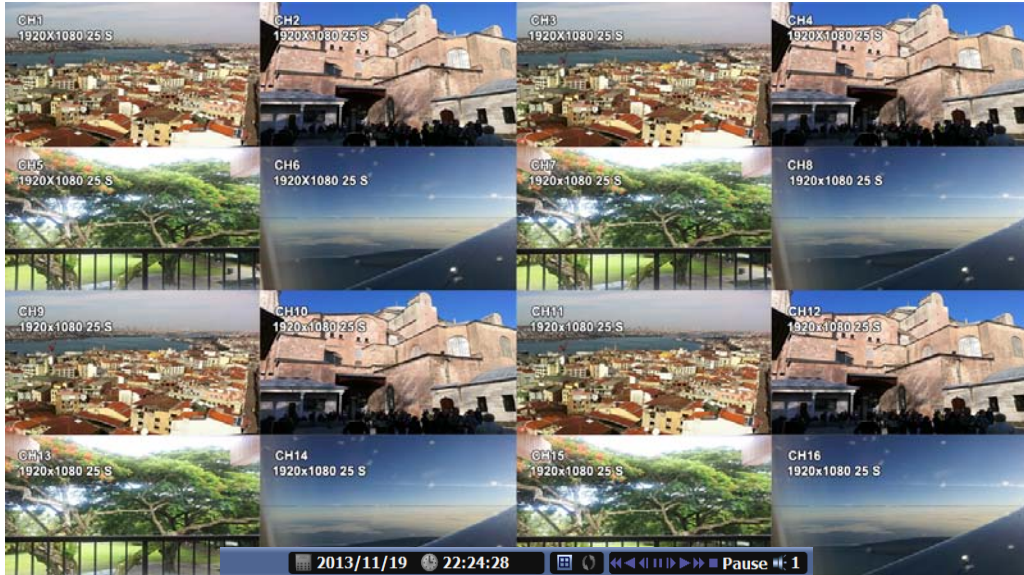 CH1
1920X1080 25 S
CH2
1920X1080 25 S
CH3
1920X1080 25 S
CH4
1920X1080 25 S
CH5
1920X1080 25 S
CH6
1920X1080 25 S
CH7
1920x1080 25 S
CH8
1920x1080 25 S
CH9
1920x1080 25 S
CH10
1920x1080 25 S
CH11
1920x1080 25 S
CH12
1920x1080 25 S
CH13
1920x1080 25 S
CH14
1920x1080 25 S
CH15
1920x1080 25 S
CH16
1920x1080 25 S
2013/11/19 22:24:28 Pause 1